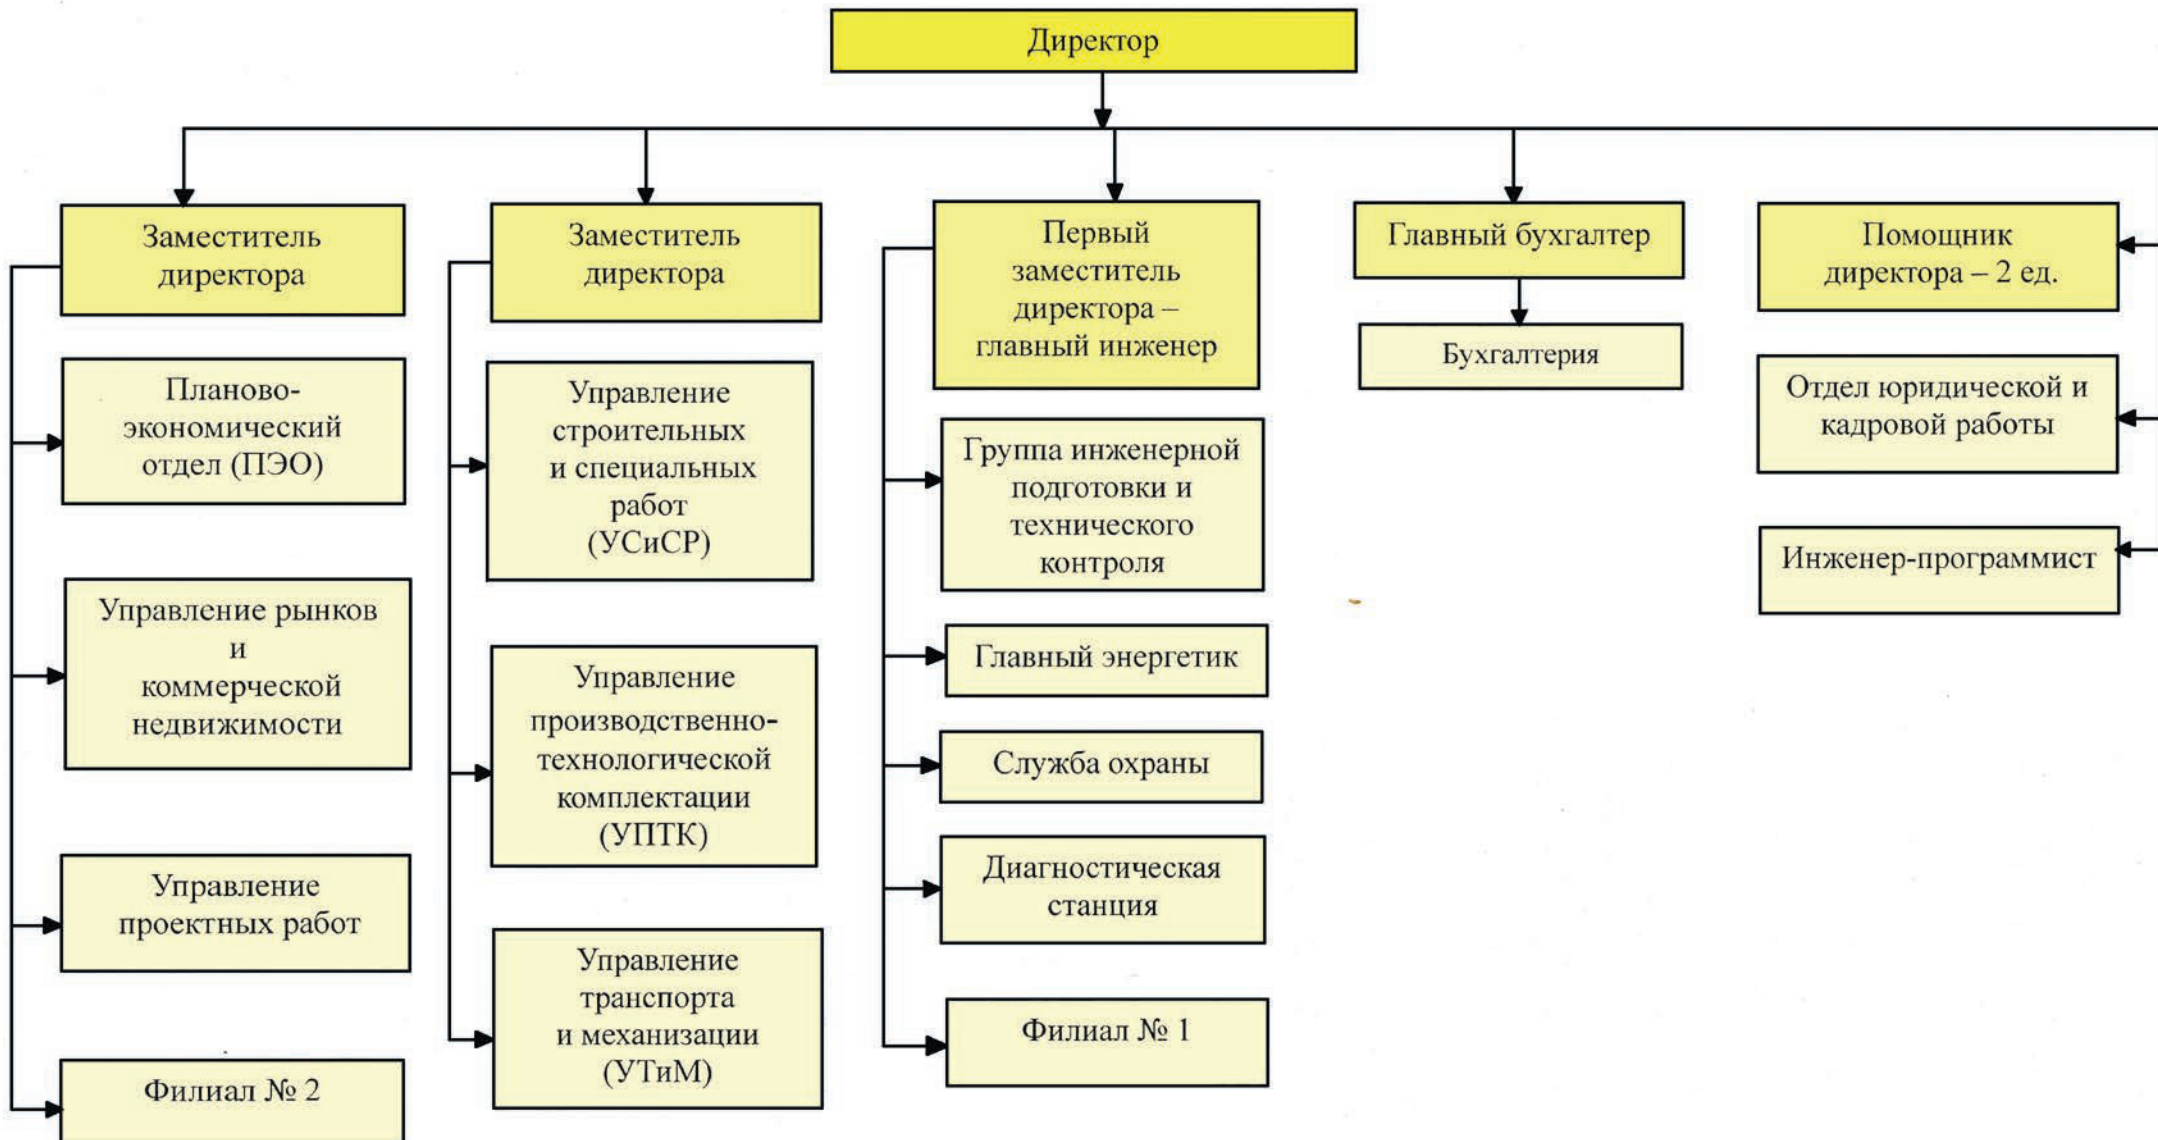 Директор
Заместитель
директора
Планово-
экономический
отдел (ПЭО)
Управление рынков
и
коммерческой
недвижимости
Управление
проектных работ
Филиал № 2
Заместитель
директора
Управление
строительных
и специальных
работ
(УСиСР)
Управление
производственно-
технологической
комплектации
(УПТК)
Управление
транспорта
и механизации
(УТиМ)
Первый
заместитель
директора –
главный инженер
Группа инженерной
подготовки и
технического
контроля
Главный энергетик
Служба охраны
Диагностическая
станция
Филиал № 1
Главный бухгалтер
Бухгалтерия
Помощник
директора – 2 ед.
Отдел юридической и
кадровой работы
Инженер-программист